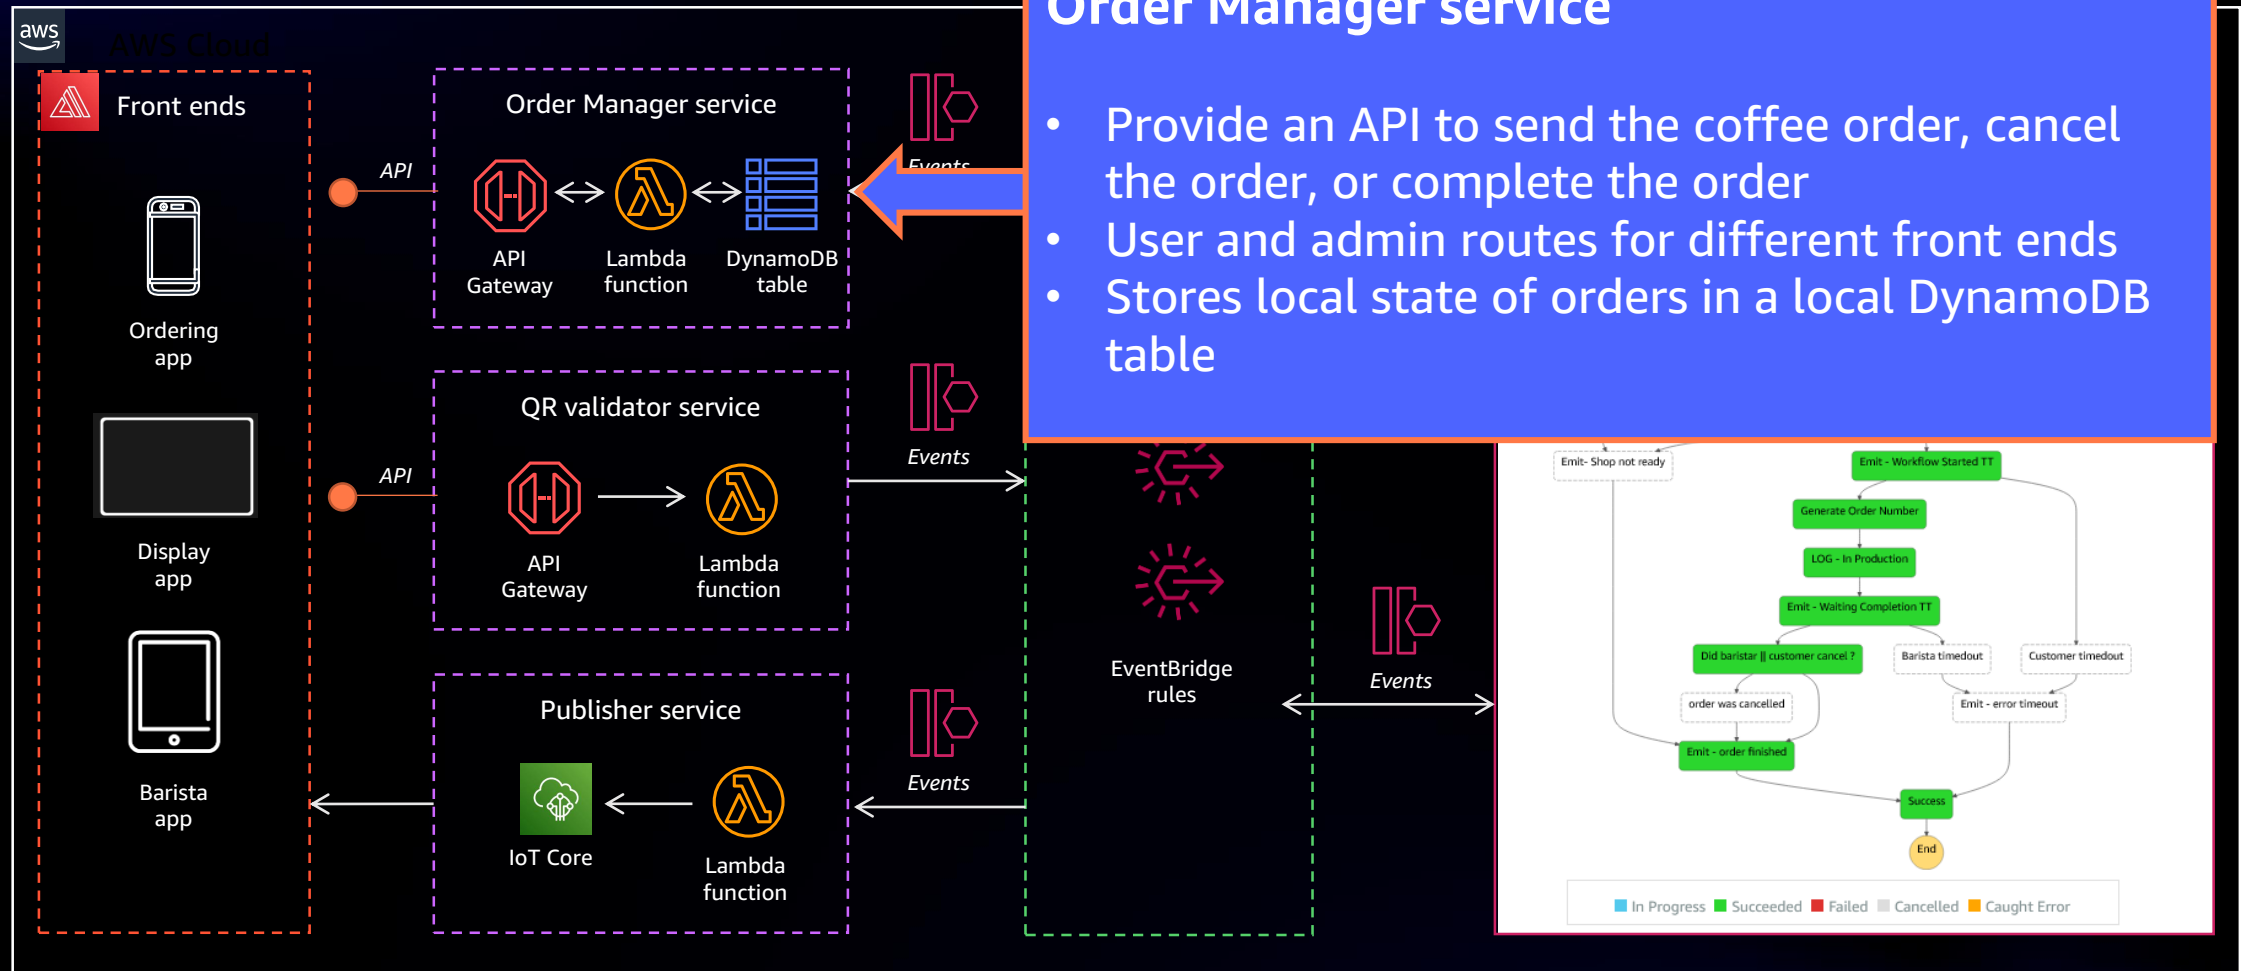 aws
AWS Cloud
Front ends
Ordering
app
Display
app
Barista
app
API
API
Order Manager service
API
Gateway
Lambda
function
DynamoDB
table
QR validator service
API
Gateway
Lambda
function
Publisher service
IoT Core
Lambda
function
Events
Events
Events
EventBridge
rules
Events
Order Manager service
• Provide an API to send the coffee order, cancel
the order, or complete the order
• User and admin routes for different front ends
• Stores local state of orders in a local DynamoDB
table
Emit- Shop not ready
Emit - Workflow Started TT
Generate Order Number
LOG - In Production
Emit - Waiting Completion TT
Did baristar || customer cancel ?
Barista timedout
Customer timedout
order was cancelled
Emit - error timeout
Emit - order finished
Success
End
In Progress Succeeded Failed Cancelled Caught Error